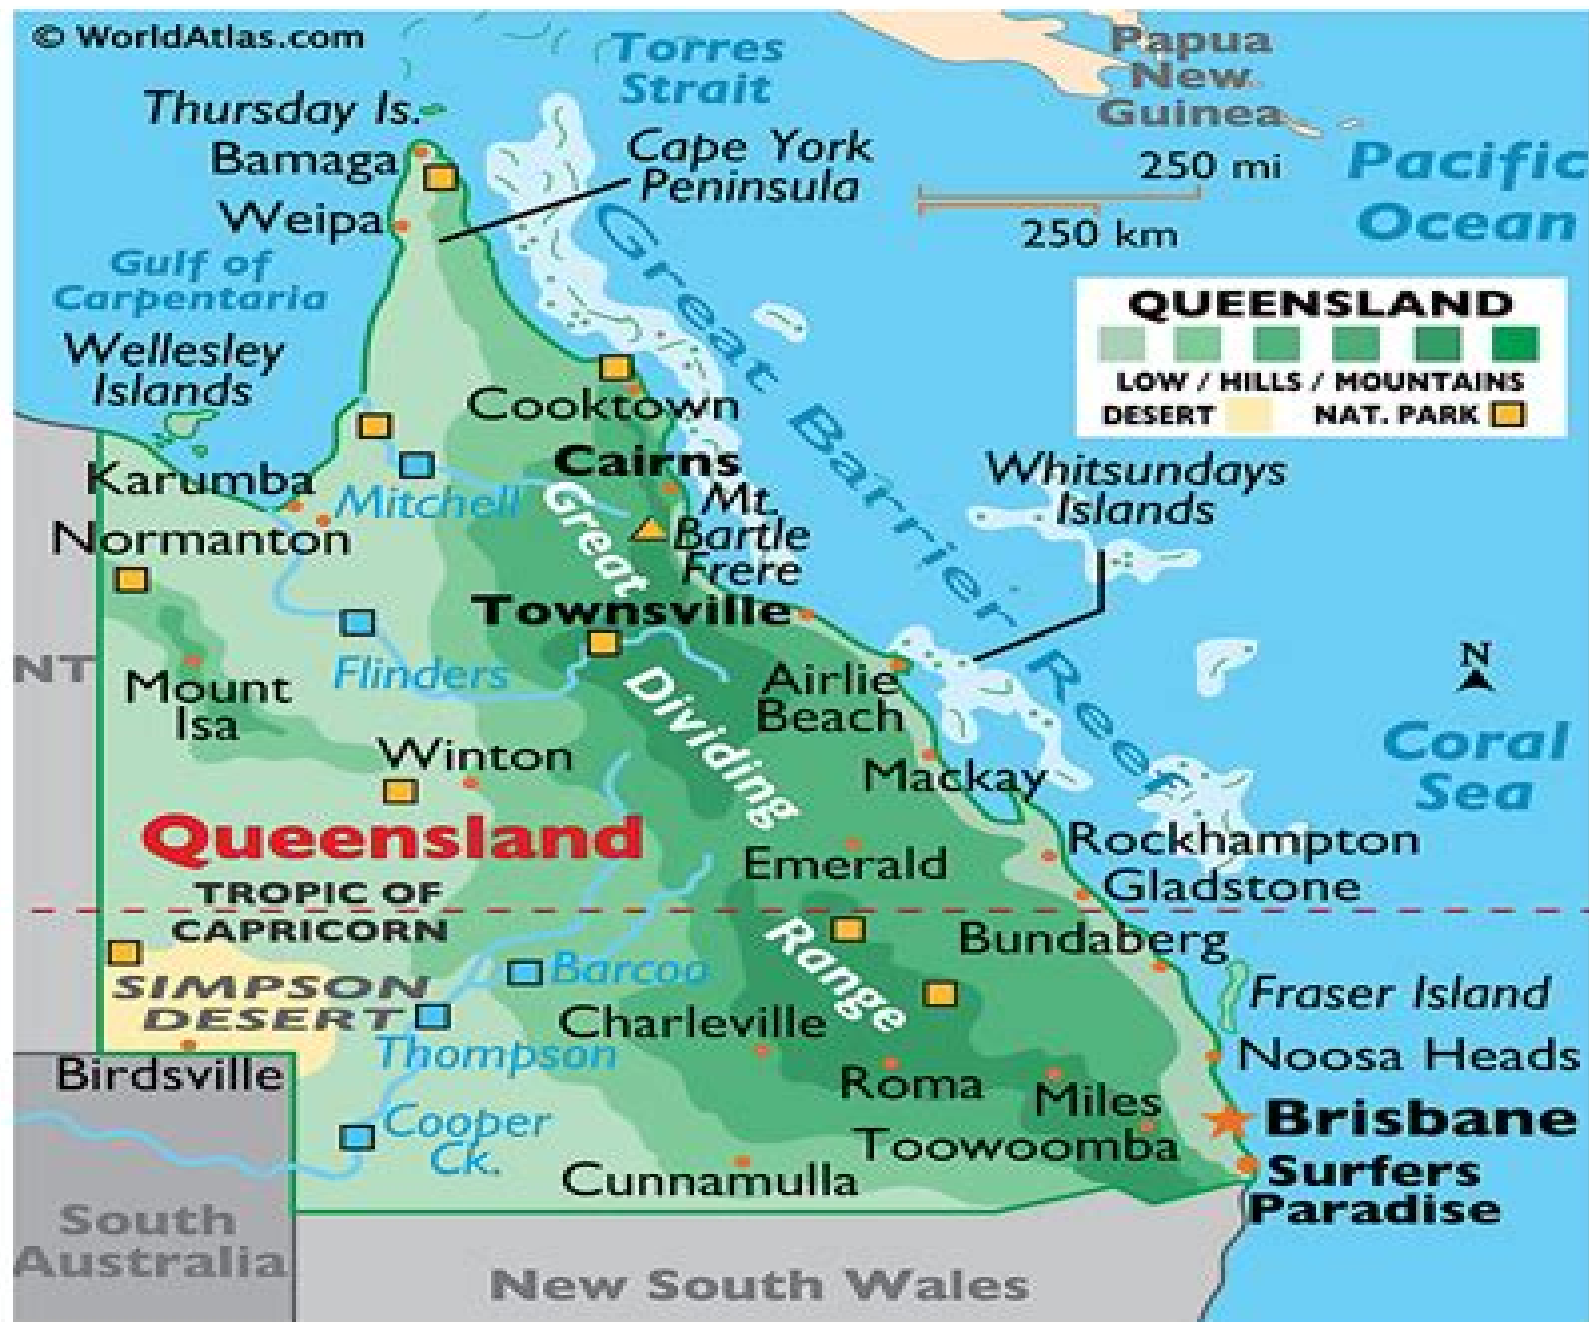 © WorldAtlas.com
Torres
Strait
Papua
New
Guinea
Thursday Is.
Bamaga
Cape York
Peninsula
250 mi
250 km
Pacific
Ocean
Weipa
Gulf of
Carpentaria
Great Barrier Reef
QUEENSLAND
LOW / HILLS / MOUNTAINS
DESERT NAT. PARK
Wellesley
Islands
Cooktown
Cairns
Karumba
Mitchell
Mt.
Bartle
Frere
Whitsundays
Islands
Normanton
Great Dividing Range
Townsville
NT
Flinders
Mount
Isa
Airlie
Beach
N
Winton
Mackay
Coral
Sea
Queensland
Emerald
Rockhampton
Gladstone
TROPIC OF
CAPRICORN
Bundaberg
SIMPSON
DESERT
Barcoo
Charleville
Fraser Island
Thompson
Birdsville
Roma
Noosa Heads
Miles
Cooper
Ck.
Toowoomba
Brisbane
Cunnamulla
Surfers
Paradise
South
Australia
New South Wales